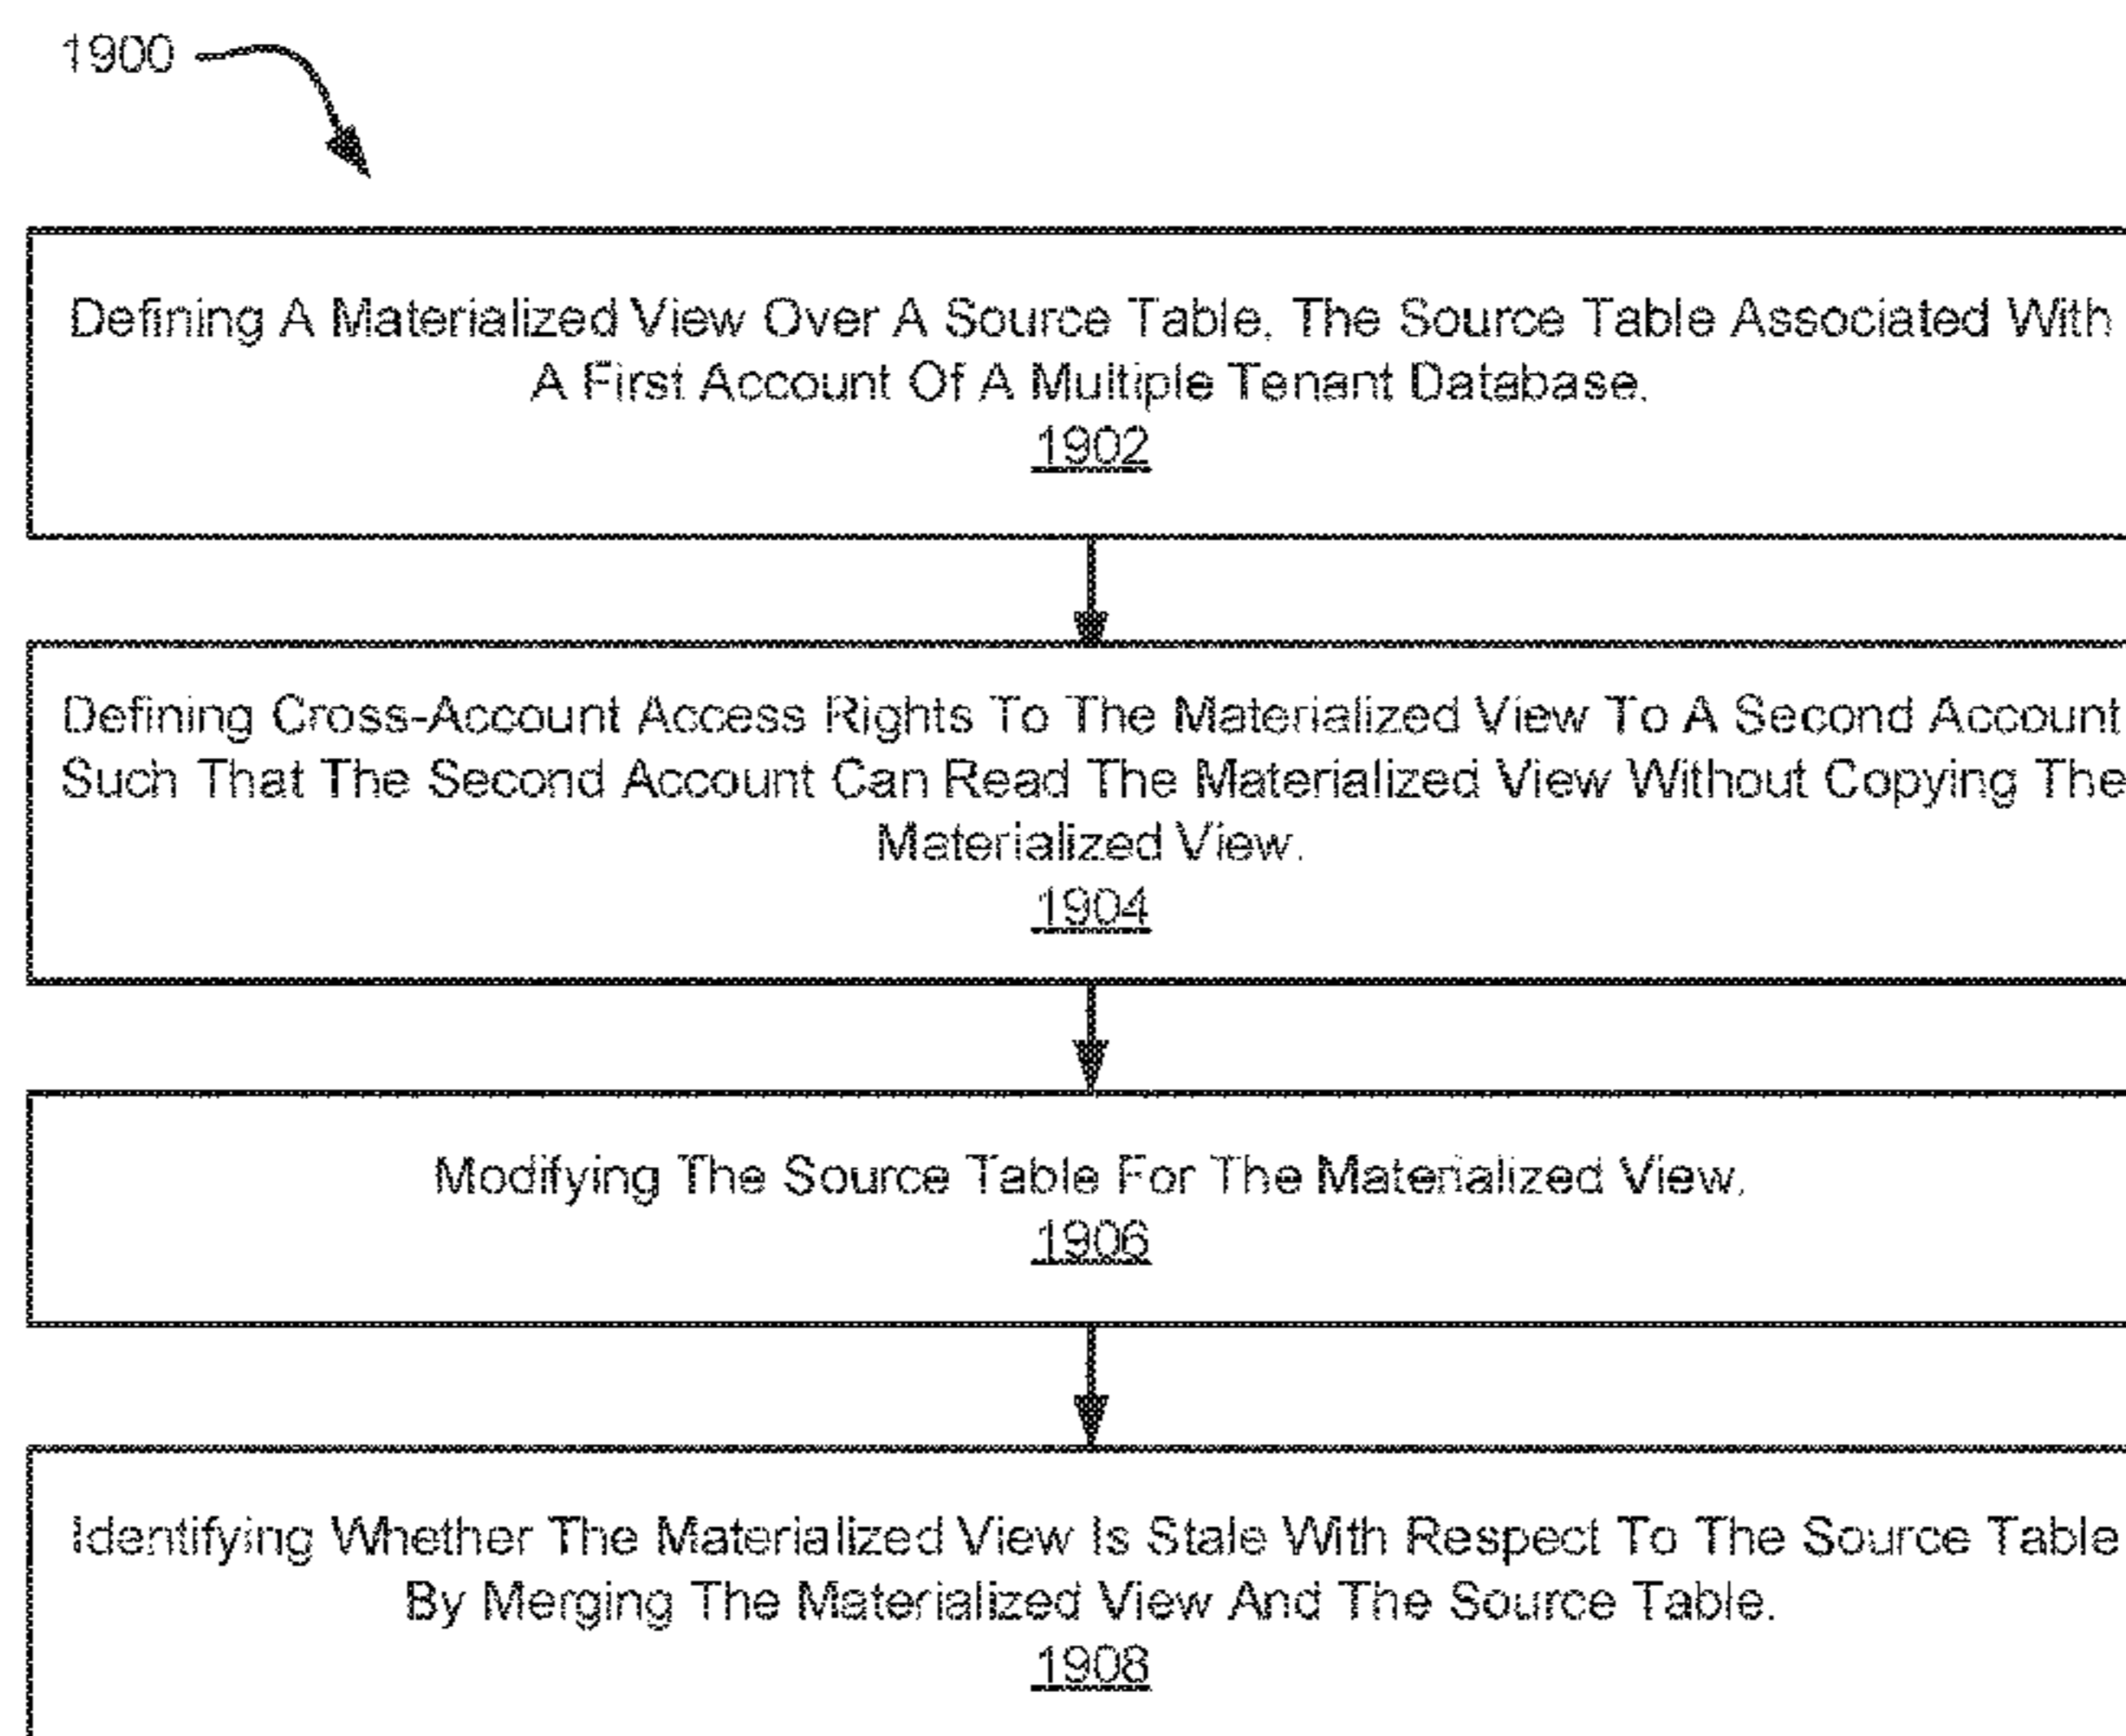 1900
Defining A Materialized View Over A Source Table, The Source Table Associated With
A First Account Of A Multiple Tenant Database.
1902
Defining Cross-Account Access Rights To The Materialized View To A Second Account
Such That The Second Account Can Read The Materialized View Without Copying The
Materialized View.
1904
Modifying The Source Table For The Materialized View.
1906
Identifying Whether The Materialized View Is Stale With Respect To The Source Table
By Merging The Materialized View And The Source Table.
1908